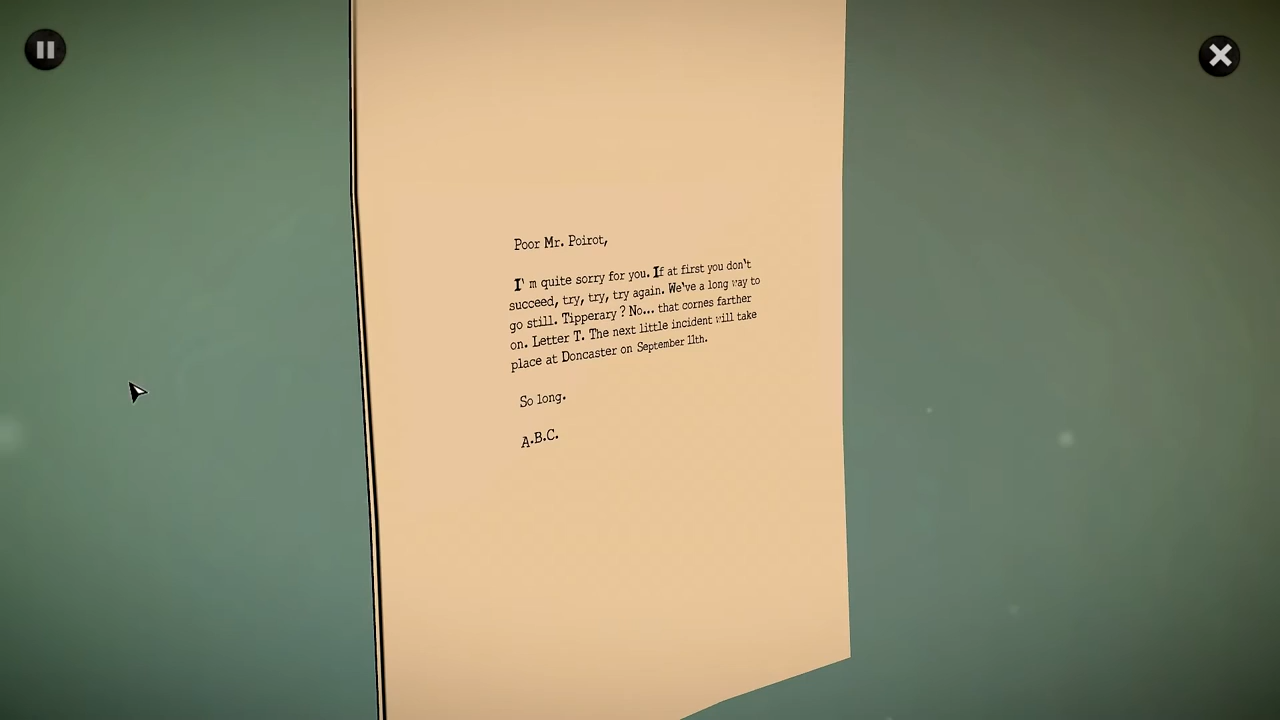 Poor Mr. Poirot,
I'm quite sorry for you. If at first you don't
succeed, try, try, try again. We've a long way to
go still. Tipperary ? No... that comes farther
on. Letter T. The next little incident will take
place at Doncaster on September 11th.
So long.
A.B.C.